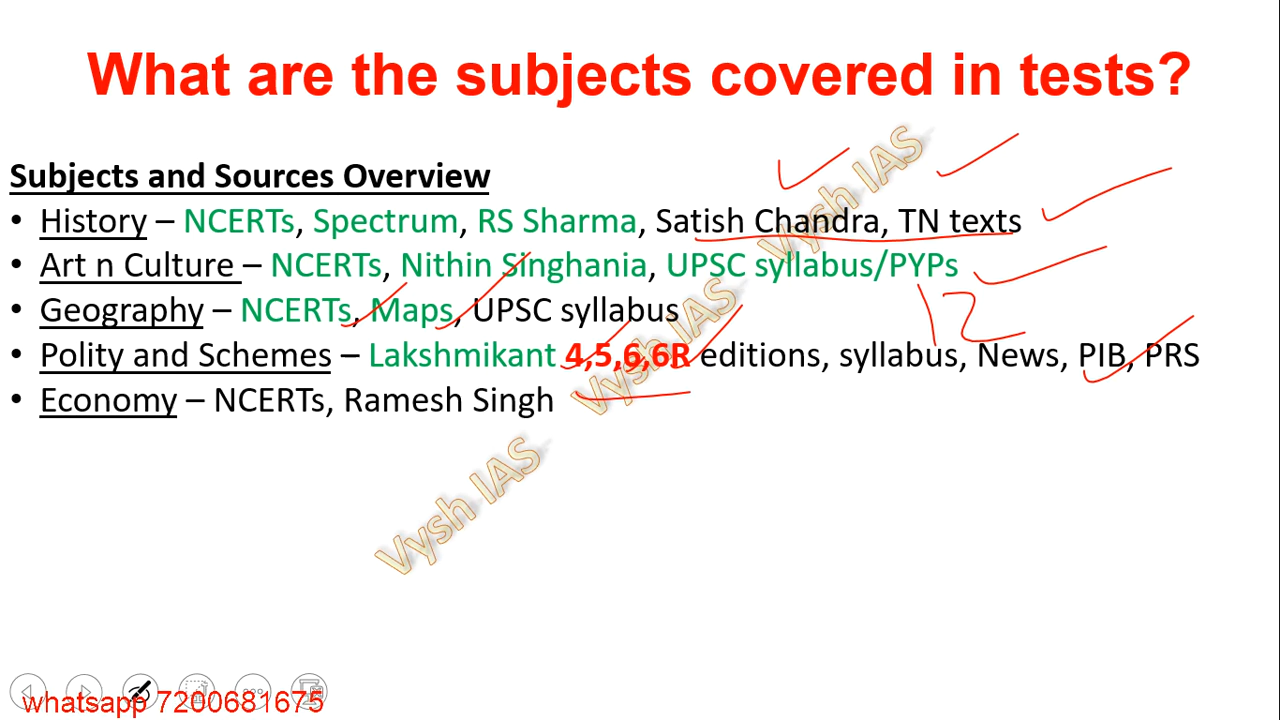 What are the subjects covered in tests?
Subjects and Sources Overview
• History – NCERTs, Spectrum, RS Sharma, Satish Chandra, TN texts
• Art n Culture – NCERTs, Nithin Singhania, UPSC syllabus/PYPs
• Geography – NCERTs, Maps, UPSC syllabus
12
• Polity and Schemes – Lakshmikant 4,5,6,6R editions, syllabus, News, PIB, PRS
• Economy – NCERTs, Ramesh Singh
Vysh IAS
Vysh IAS
Vysh IAS
whatsapp 7200681675